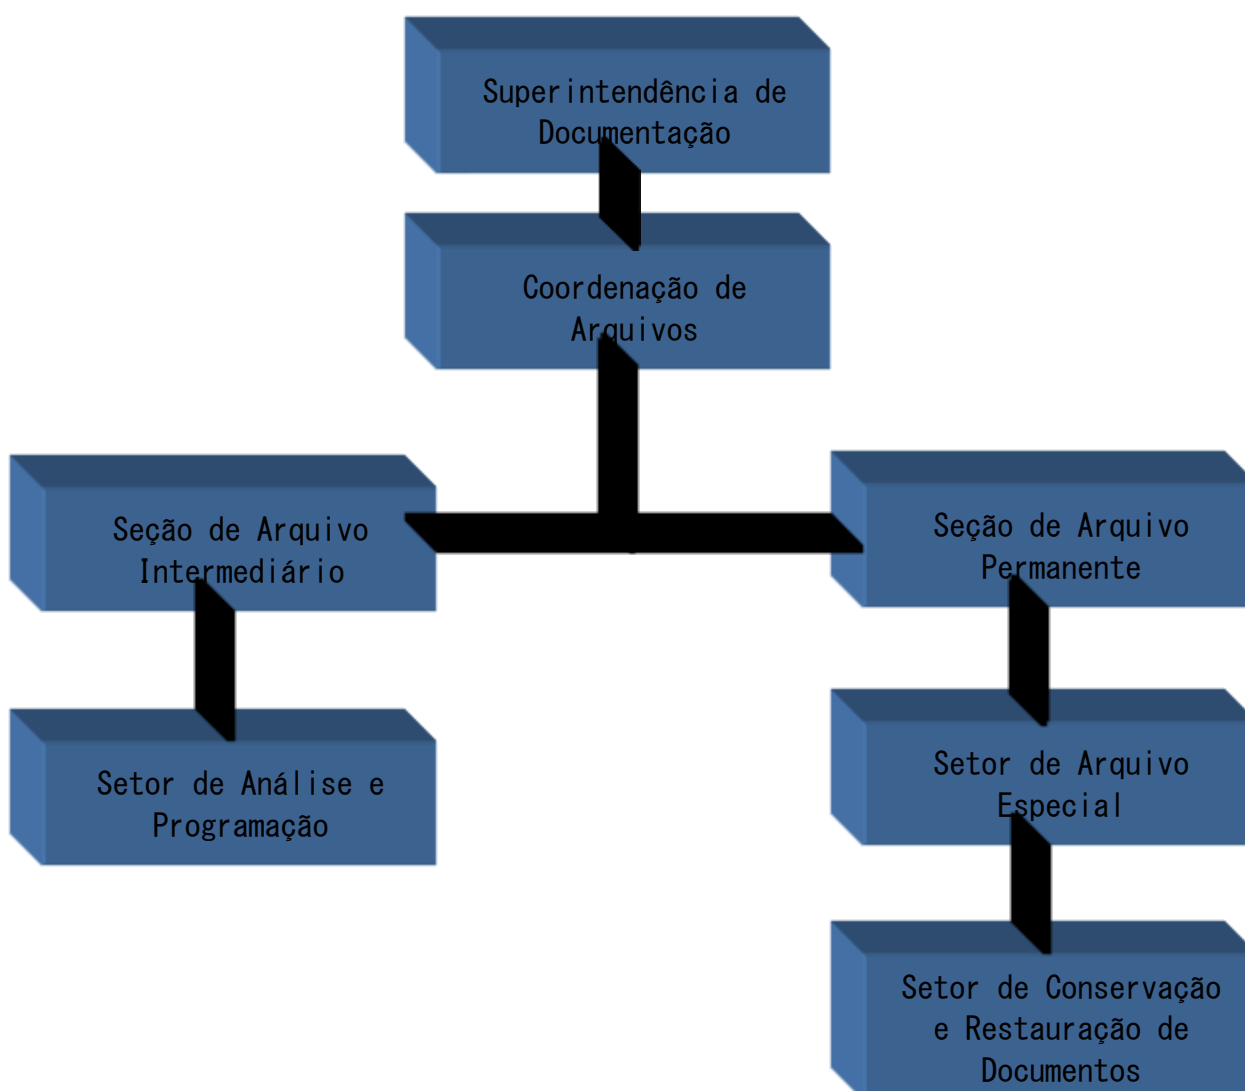 Superintendência de
Documentação
Coordenação de
Arquivos
Seção de Arquivo
Intermediário
Seção de Arquivo
Permanente
Setor de Análise e
Programação
Setor de Arquivo
Especial
Setor de Conservação
e Restauração de
Documentos